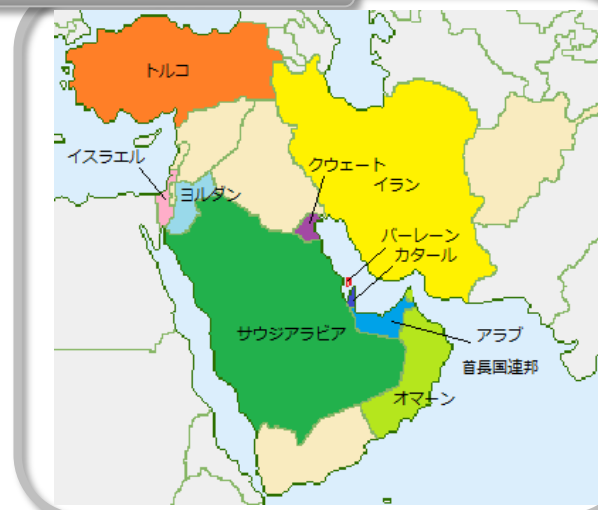 トルコ
イスラエル
ヨルダン
クウェート
イラン
バーレーン
カタール
サウジアラビア
アラブ
首長国連邦
オマーン